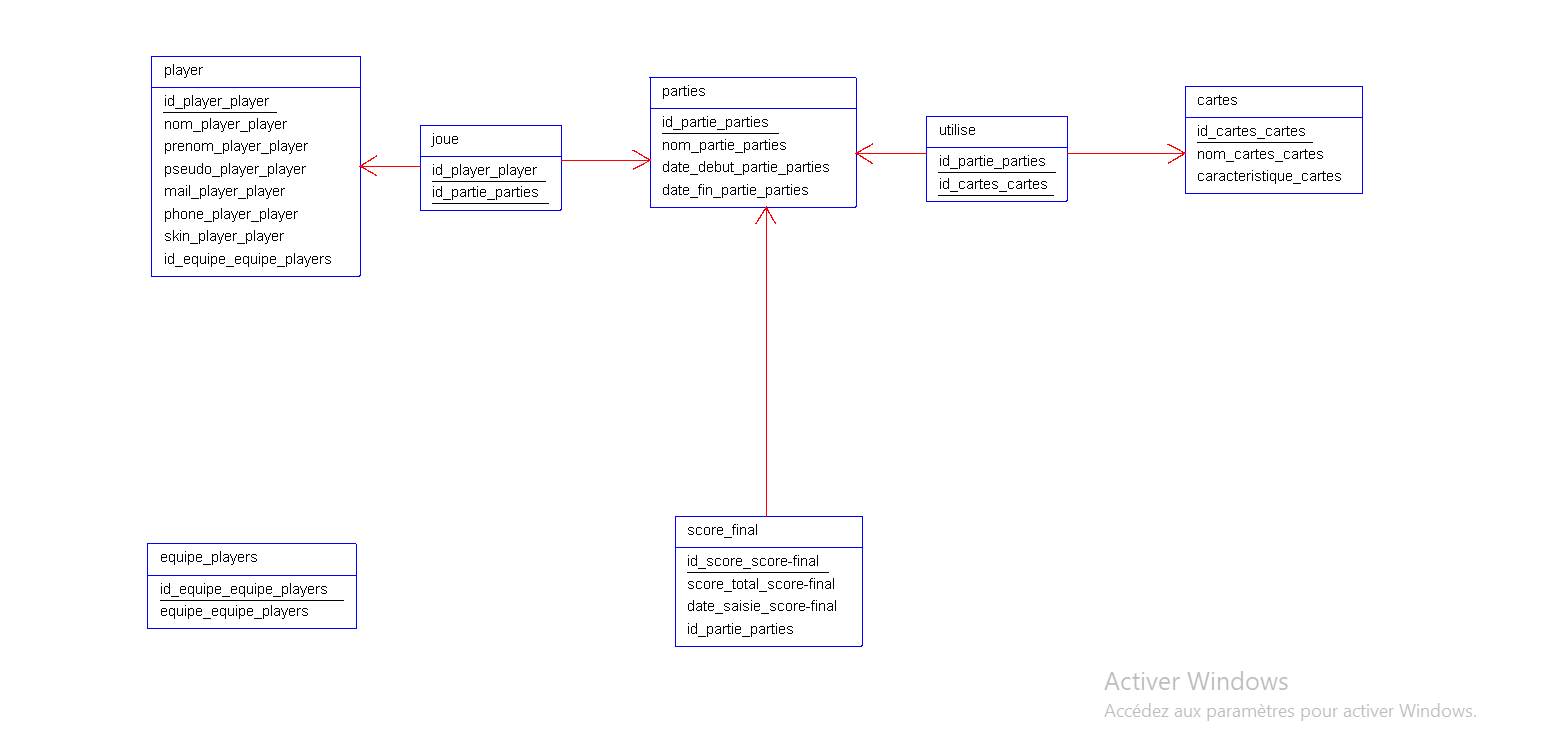 player
id_player_player
nom_player_player
prenom_player_player
pseudo_player_player
mail_player_player
phone_player_player
skin_player_player
id_equipe_equipe_players
joue
id_player_player
id_partie_parties
parties
id_partie_parties
nom_partie_parties
date_debut_partie_parties
date_fin_partie_parties
utilise
id_partie_parties
id_cartes_cartes
cartes
id_cartes_cartes
nom_cartes_cartes
caracteristique_cartes
equipe_players
id_equipe_equipe_players
equipe_equipe_players
score_final
id_score_score-final
score_total_score-final
date_saisie_score-final
id_partie_parties
Activer Windows
Accédez aux paramètres pour activer Windows.